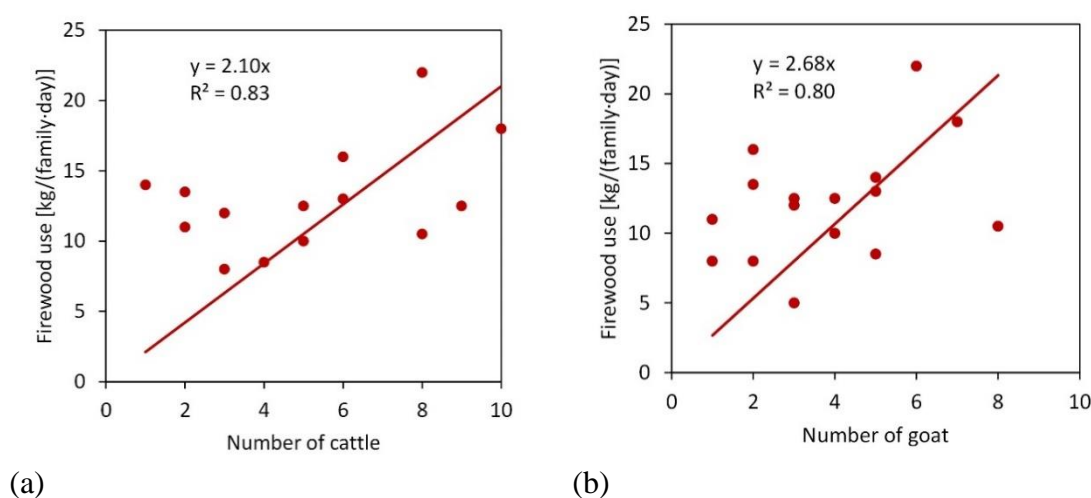 25
20
15
10
5
0
0
2
4
6
8
10
Firewood use [kg/(family·day)]
Number of cattle
y = 2.10x
R² = 0.83
(a)
25
20
15
10
5
0
0
2
4
6
8
10
Firewood use [kg/(family·day)]
Number of goat
y = 2.68x
R² = 0.80
(b)